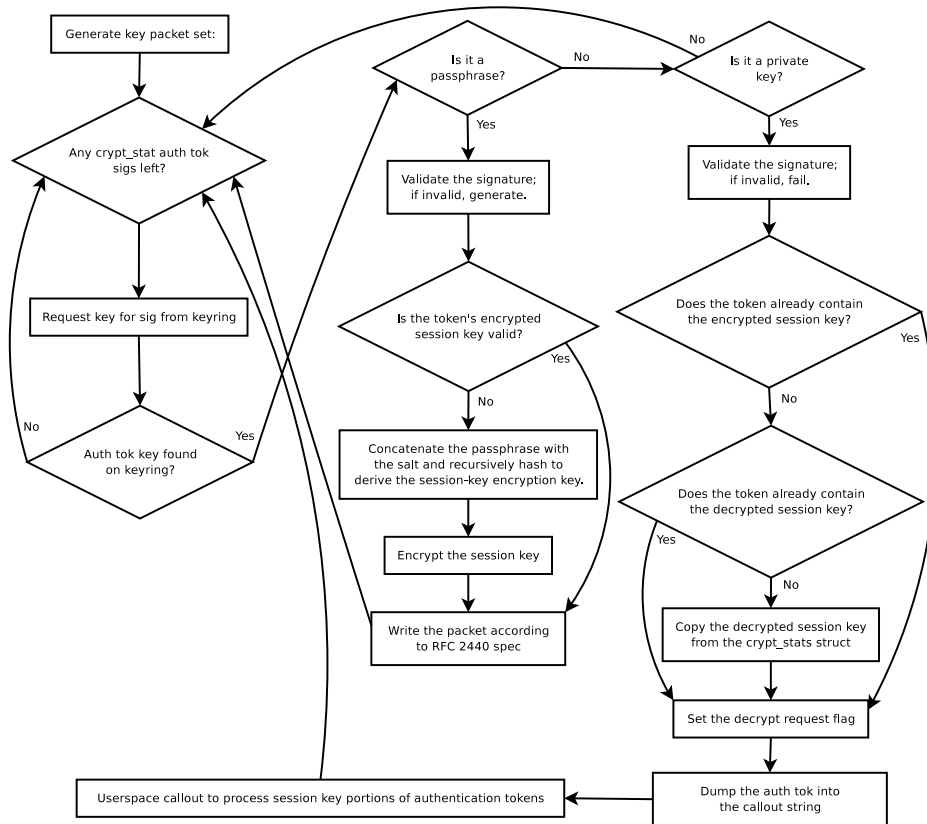 Generate key packet set:
Any crypt_stat auth tok
sigs left?
Request key for sig from keyring
Auth tok key found
on keyring?
No
Yes
Is it a
passphrase?
No
Yes
Validate the signature;
if invalid, generate.
Is the token's encrypted
session key valid?
Yes
No
Concatenate the passphrase with
the salt and recursively hash to
derive the session-key encryption key.
Encrypt the session key
Write the packet according
to RFC 2440 spec
Is it a private
key?
No
Yes
Validate the signature;
if invalid, fail.
Does the token already contain
the encrypted session key?
Yes
No
Does the token already contain
the decrypted session key?
Yes
No
Copy the decrypted session key
from the crypt_stats struct
Set the decrypt request flag
Dump the auth tok into
the callout string
Userspace callout to process session key portions of authentication tokens